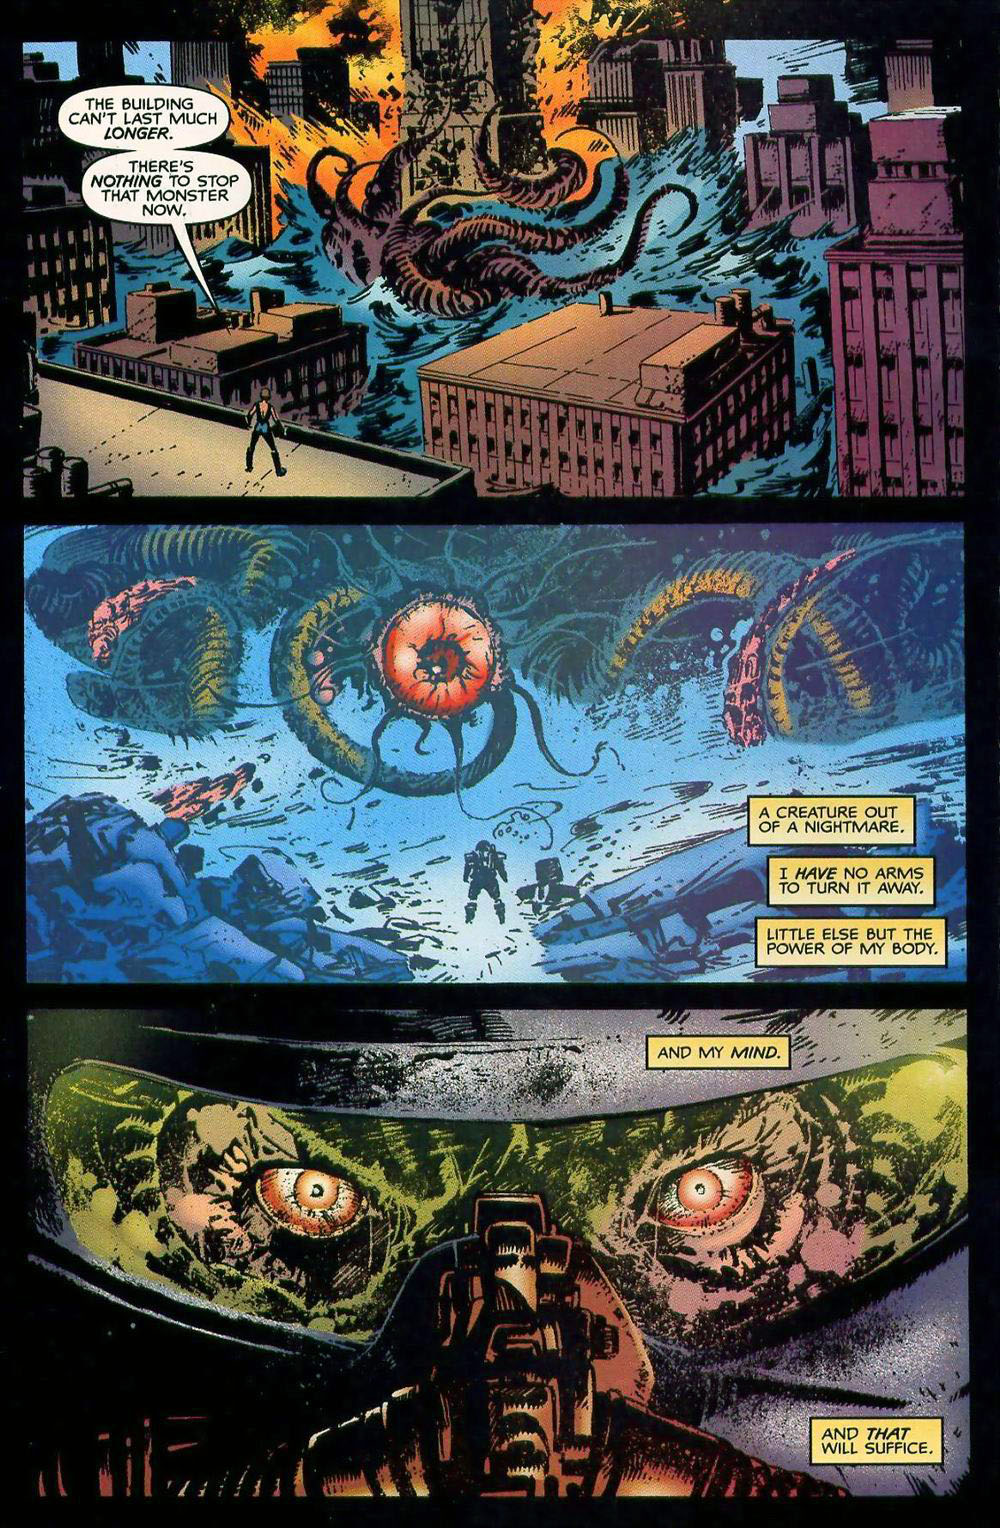 THE BUILDING
CAN'T LAST MUCH
LONGER.
THERE'S
NOTHING TO STOP
THAT MONSTER
NOW.
A CREATURE OUT
OF A NIGHTMARE.
I HAVE NO ARMS
TO TURN IT AWAY.
LITTLE ELSE BUT THE
POWER OF MY BODY.
AND MY MIND.
AND THAT
WILL SUFFICE.